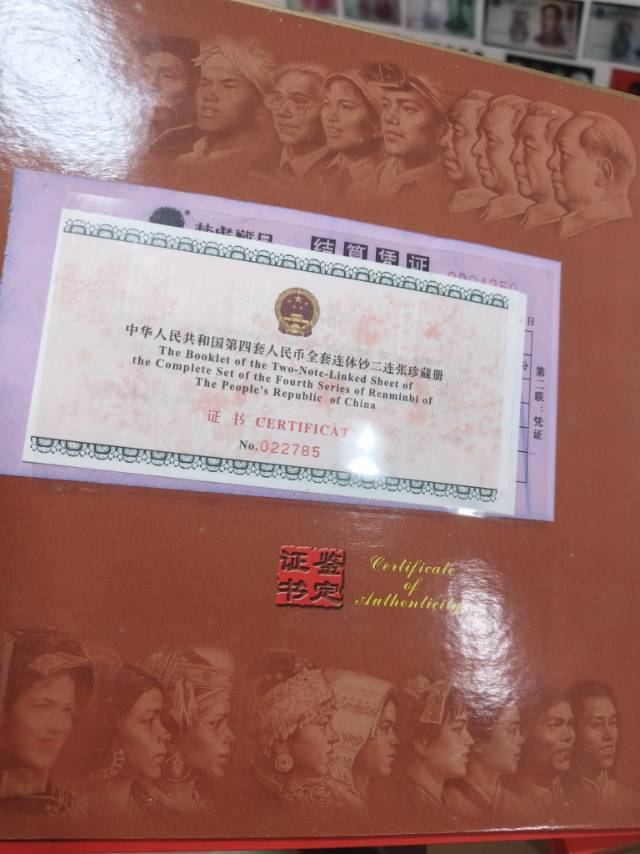 结算凭证
日
第二联：凭证
中华人民共和国第四套人民币全套连体钞二连张珍藏册
The Booklet of the Two-Note-Linked Sheet of
the Complete Set of the Fourth Series of Renminbi of
The People's Republic of China
证 书 CERTIFICAT
No.022785
鉴定
证书
Certificate
of
Authenticity